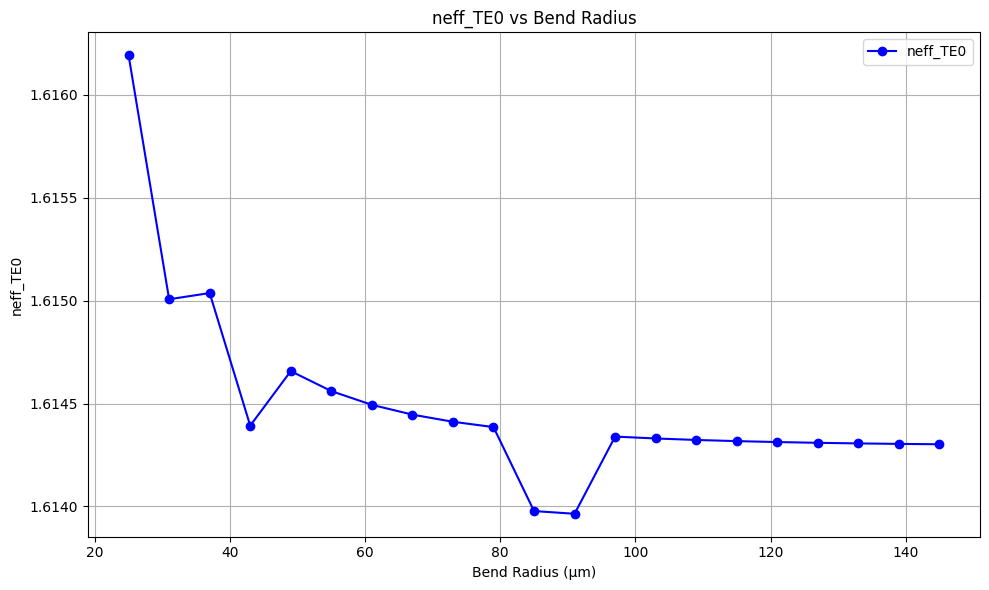 neff_TE0 vs Bend Radius
neff_TE0
1.6160
1.6155
1.6150
1.6145
1.6140
neff_TE0
20 40 60 80 100 120 140
Bend Radius (μm)